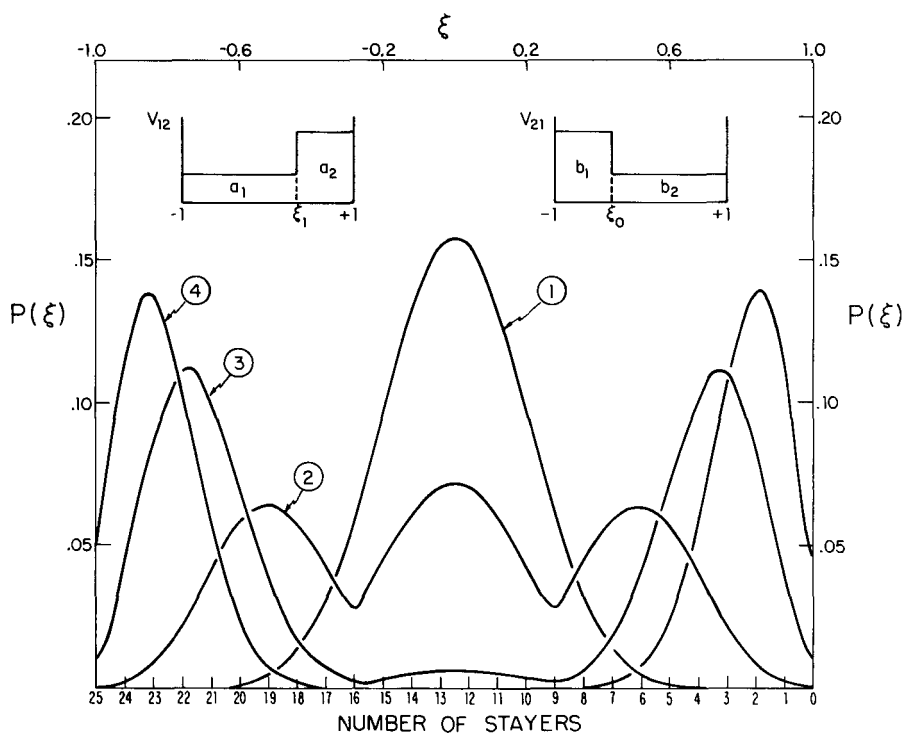 ξ
-1.0 -0.6 -0.2 0.2 0.6 1.0
.20 V12 V21 .20
a1 a2 b1 b2
-1 ξ1 +1 -1 ξ0 +1
.15 .15
P(ξ) 4 1 P(ξ)
3
.10 .10
2
.05 .05
25 24 23 22 21 20 19 18 17 16 15 14 13 12 11 10 9 8 7 6 5 4 3 2 1 0
NUMBER OF STAYERS